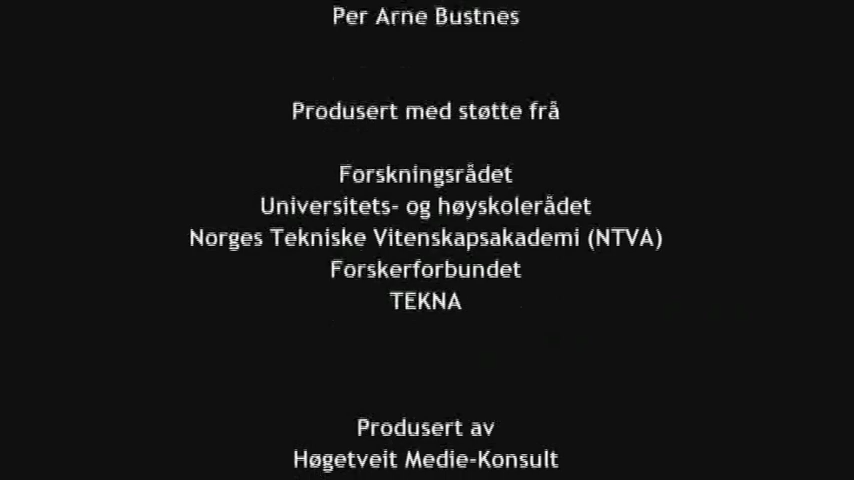 Per Arne Bustnes
Produsert med støtte frå
Forskningsrådet
Universitets- og høyskolerådet
Norges Tekniske Vitenskapsakademi (NTVA)
Forskerforbundet
TEKNA
Produsert av
Høgetveit Medie-Konsult